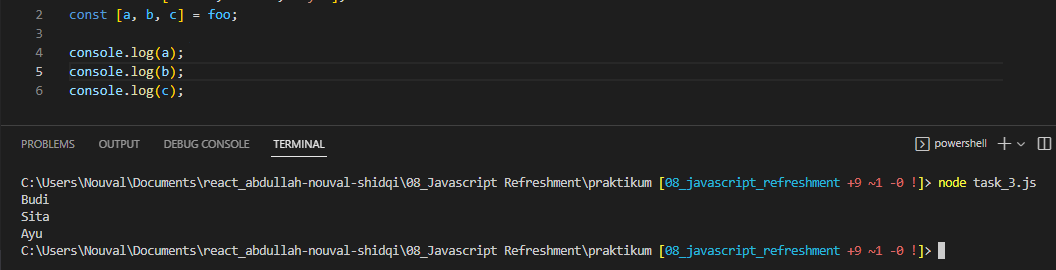 2 const [a, b, c] = foo;
3
4 console.log(a);
5 console.log(b);
6 console.log(c);
PROBLEMS OUTPUT DEBUG CONSOLE TERMINAL powershell
C:\Users\Nouval\Documents\react_abdullah-nouval-shidqi\08_Javascript Refreshment\praktikum [08_javascript_refreshment +9 ~1 -0 !]> node task_3.js
Budi
Sita
Ayu
C:\Users\Nouval\Documents\react_abdullah-nouval-shidqi\08_Javascript Refreshment\praktikum [08_javascript_refreshment +9 ~1 -0 !]>